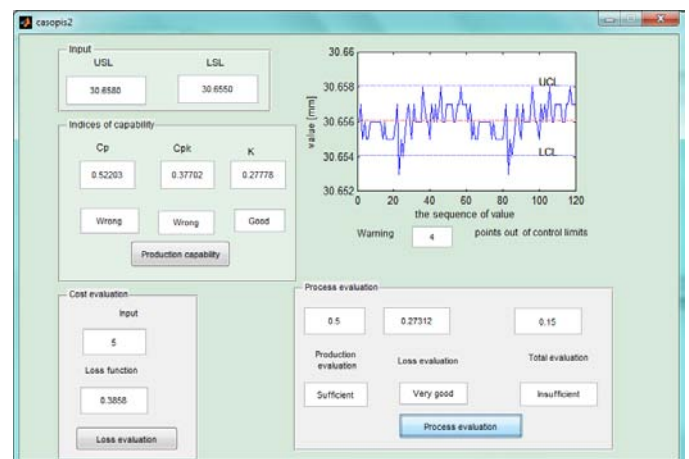 casopis2
Input
USL LSL
30.6580 30.6550
Indices of capability
Cp Cpk K
0.52203 0.37702 0.27778
Wrong Wrong Good
Production capability
value [mm]
30.66
30.658
30.656
30.654
30.652
UCL
LCL
0 20 40 60 80 100 120
the sequence of value
Warning 4 points out of control limits
Cost evaluation
Input
5
Loss function
0.3858
Loss evaluation
Process evaluation
0.5 0.27312 0.15
Production evaluation
Loss evaluation
Total evaluation
Sufficient Very good Insufficient
Process evaluation